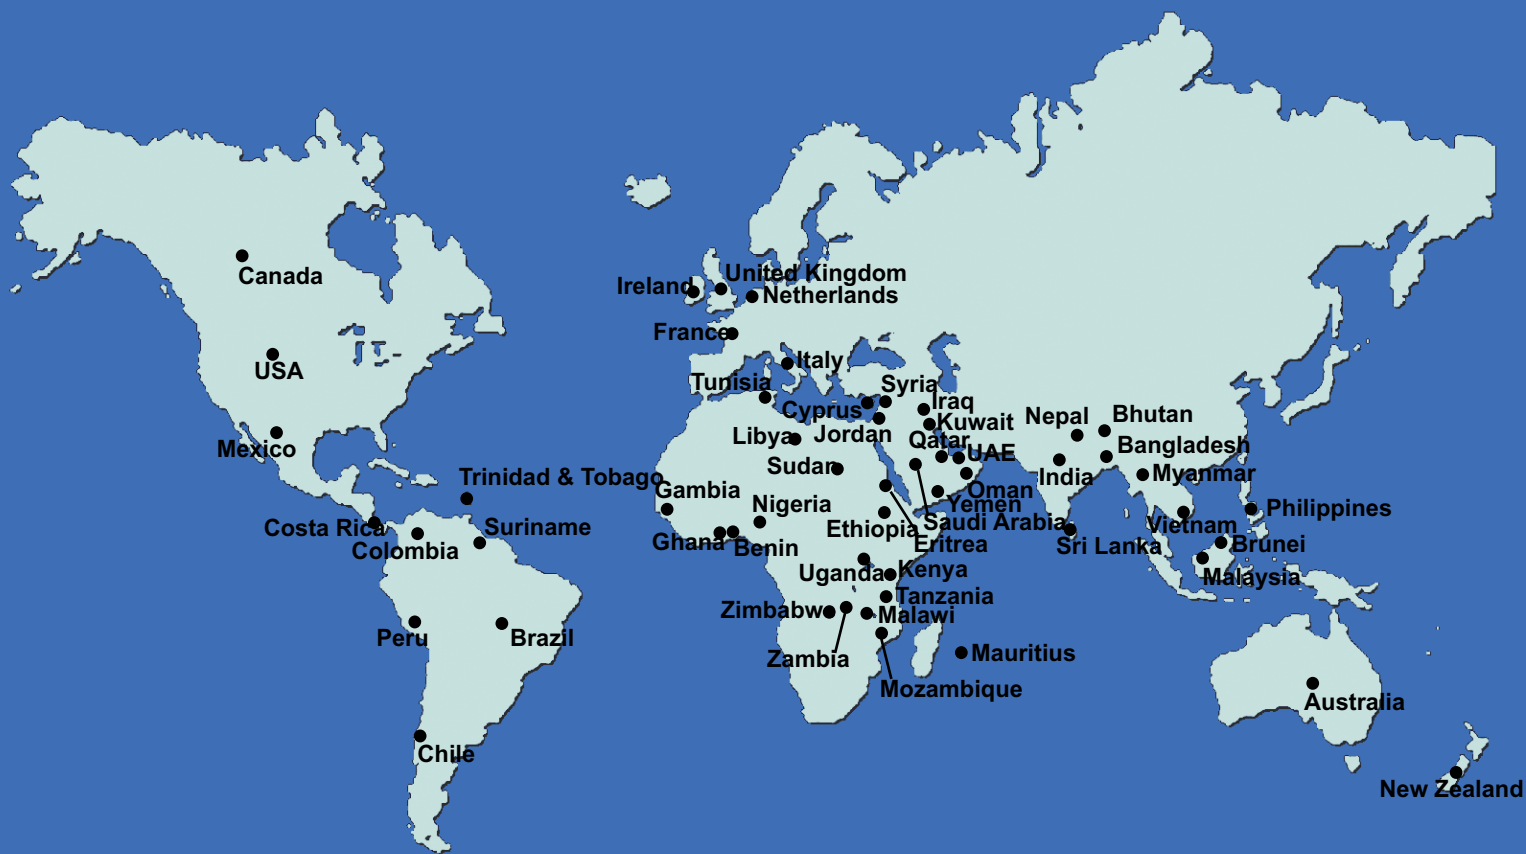 Canada
United Kingdom
Ireland
Netherlands
France
Italy
USA
Tunisia
Syria
Cyprus
Iraq
Nepal
Bhutan
Kuwait
Jordan
Libya
Qatar
Mexico
Bangladesh
UAE
Sudan
India
Myanmar
Trinidad & Tobago
Gambia
Oman
Nigeria
Yemen
Philippines
Costa Rica
Suriname
Ethiopia
Saudi Arabia
Vietnam
Colombia
Ghana
Benin
Eritrea
Sri Lanka
Brunei
Uganda
Kenya
Malaysia
Tanzania
Zimbabw
Malawi
Peru
Brazil
Zambia
Mauritius
Mozambique
Australia
Chile
New Zealand